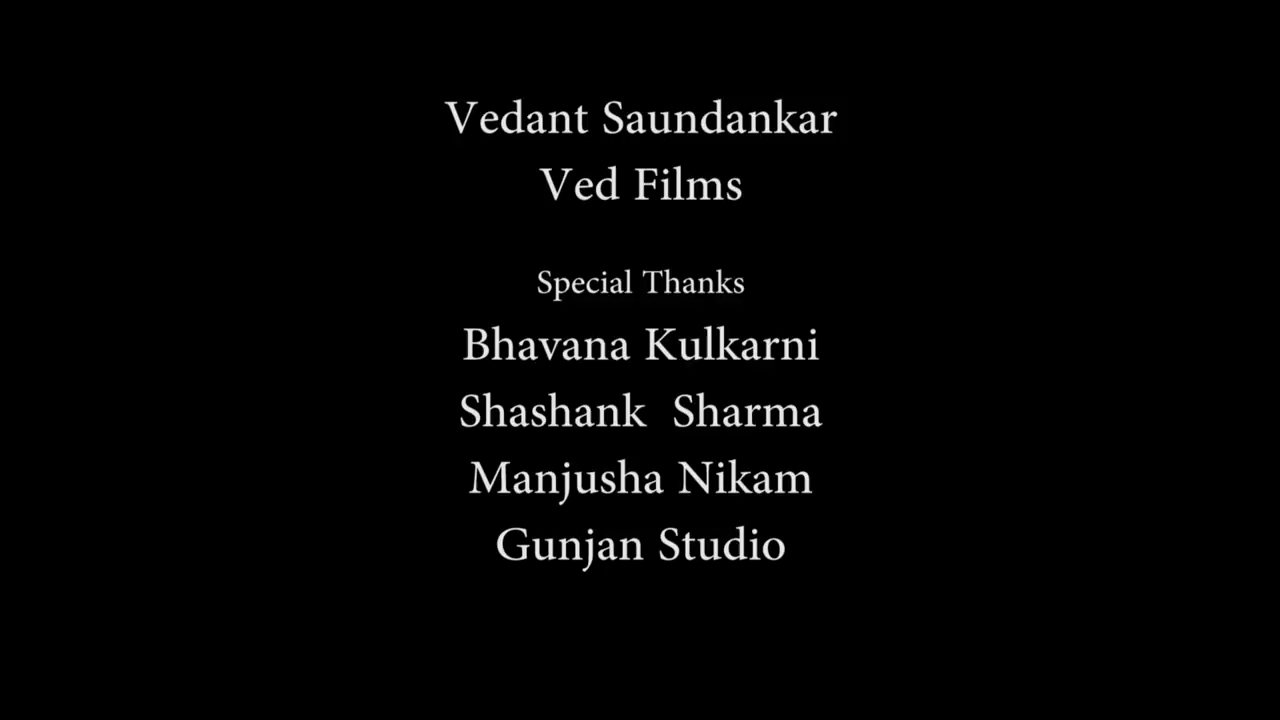 Vedant Saundankar
Ved Films
Special Thanks
Bhavana Kulkarni
Shashank  Sharma
Manjusha Nikam
Gunjan Studio